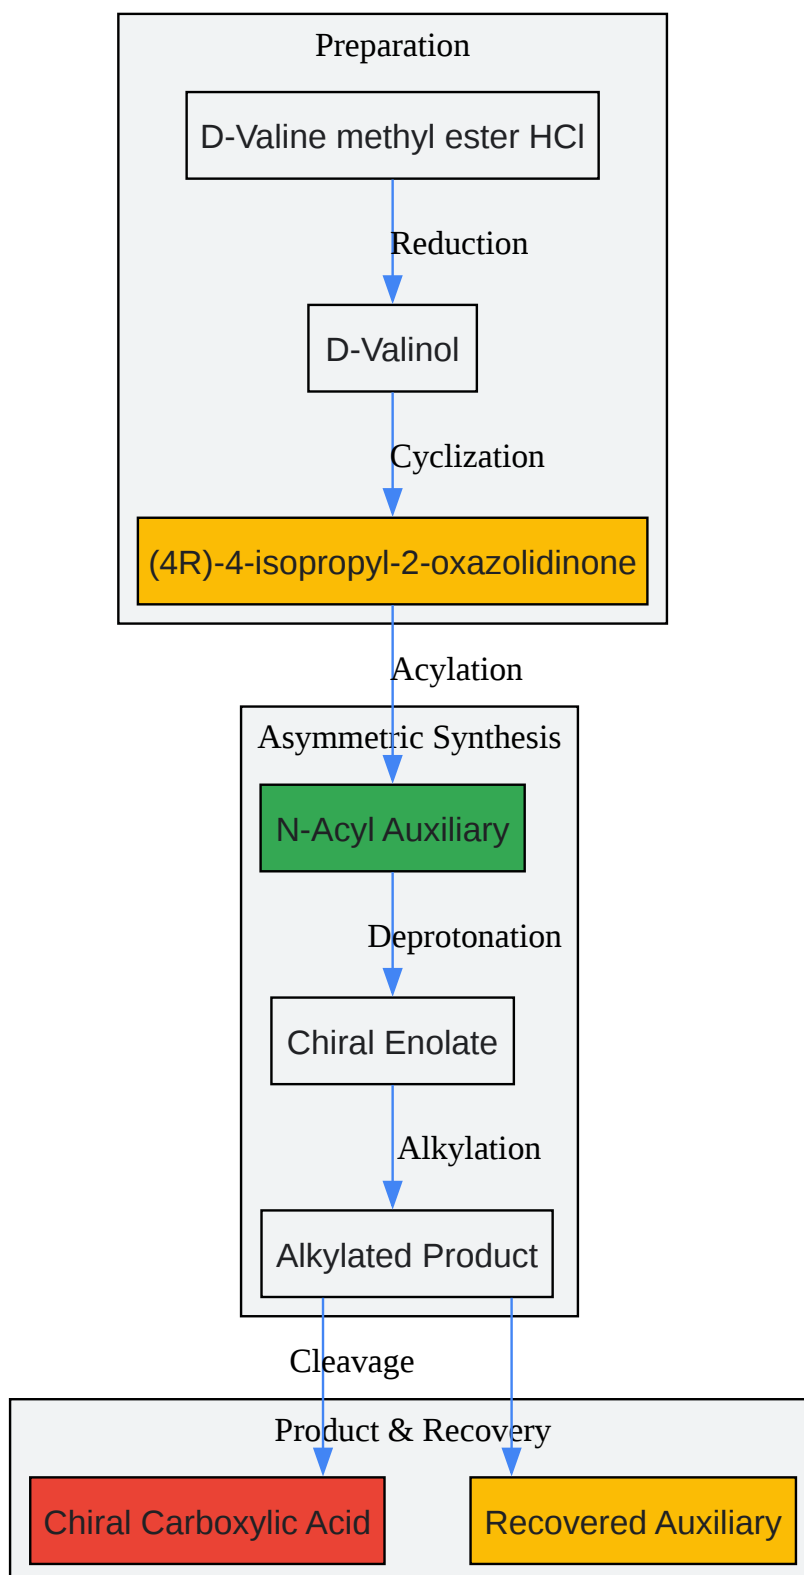 Preparation
D-Valine methyl ester HCl
Reduction
D-Valinol
Cyclization
(4R)-4-isopropyl-2-oxazolidinone
Acylation
Asymmetric Synthesis
N-Acyl Auxiliary
Deprotonation
Chiral Enolate
Alkylation
Alkylated Product
Cleavage
Product & Recovery
Chiral Carboxylic Acid
Recovered Auxiliary